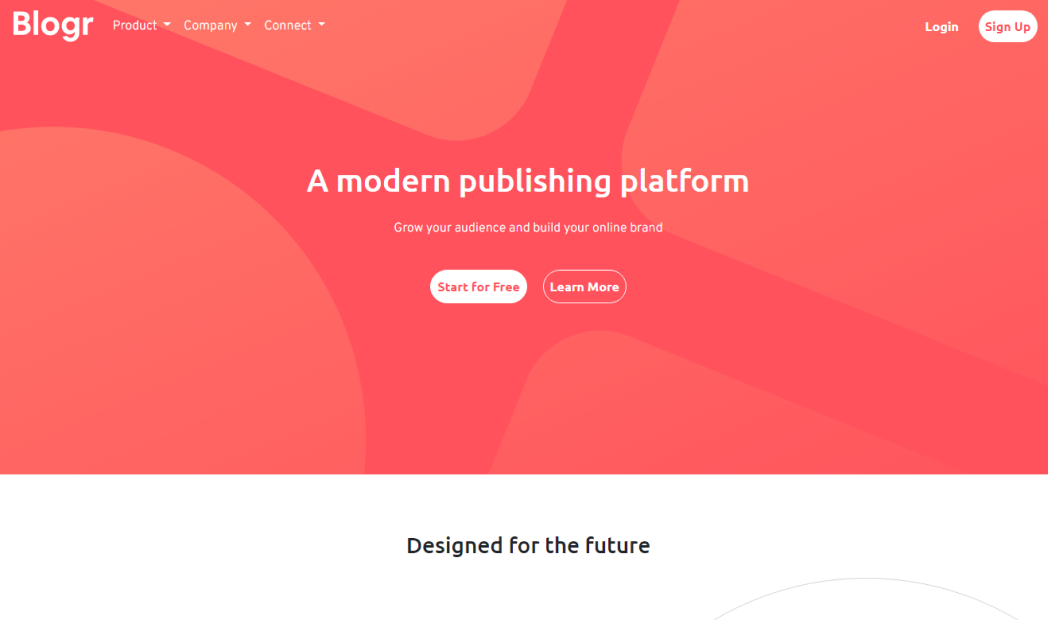 Blogr Product Company Connect Login Sign Up
A modern publishing platform
Grow your audience and build your online brand
Start for Free Learn More
Designed for the future